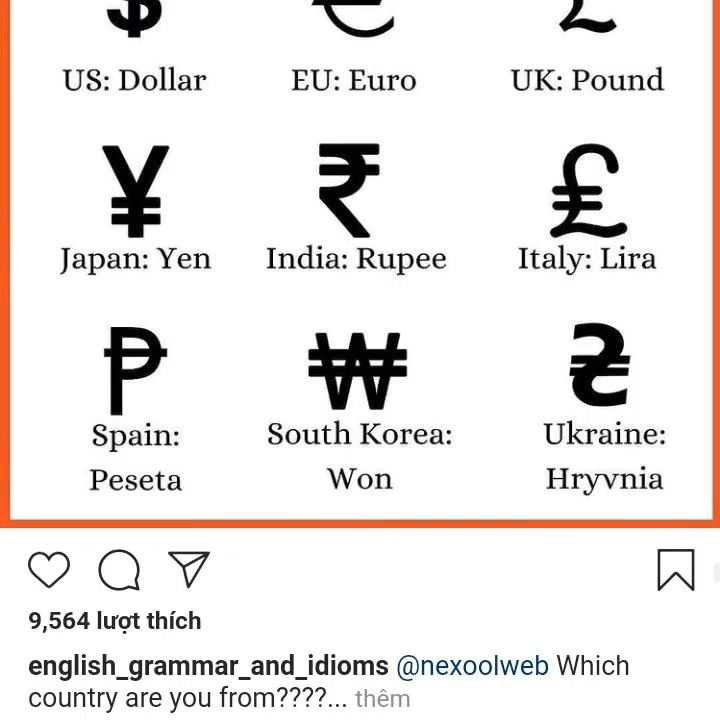 $ € £
US: Dollar EU: Euro UK: Pound
¥ ₹ ₤
Japan: Yen India: Rupee Italy: Lira
₱ ₩ ₴
Spain: South Korea: Ukraine:
Peseta Won Hryvnia
9,564 lượt thích
english_grammar_and_idioms @nexoolweb Which
country are you from????... thêm